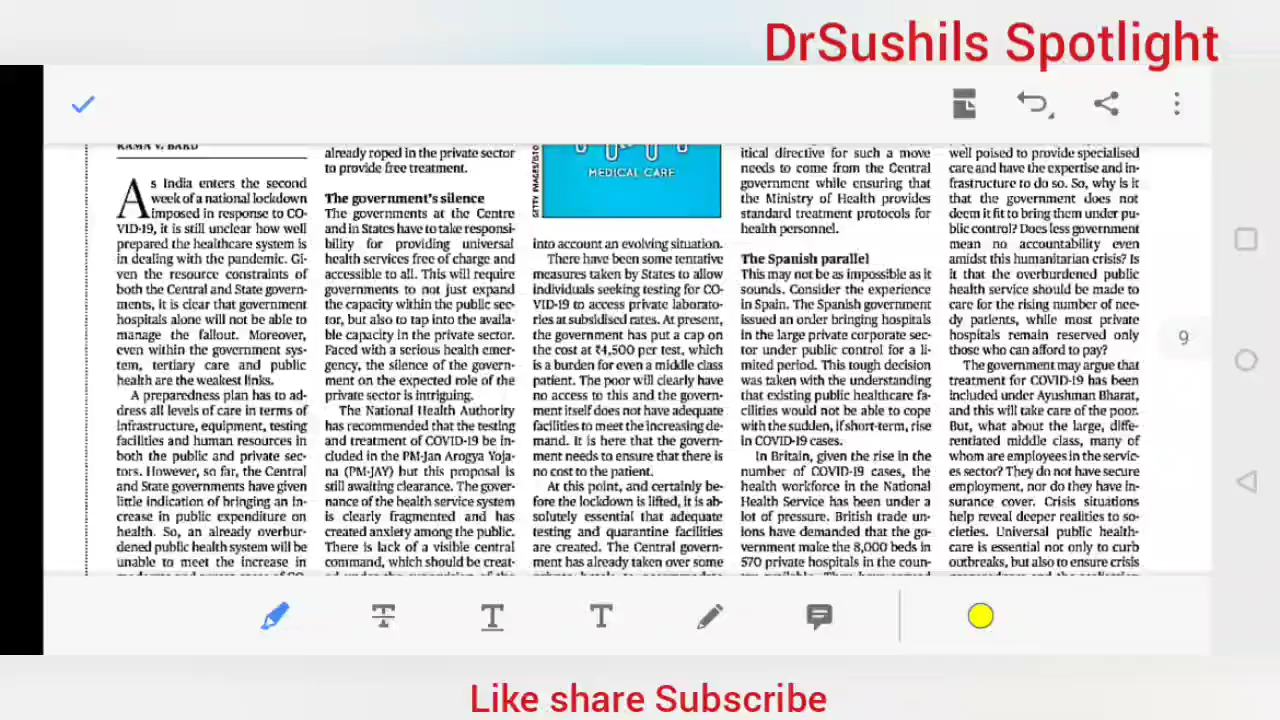 DrSushils Spotlight
RAMA V. BARU
As India enters the second
week of a national lockdown
imposed in response to CO-
VID-19, it is still unclear how well
prepared the healthcare system is
in dealing with the pandemic. Gi-
ven the resource constraints of
both the Central and State govern-
ments, it is clear that government
hospitals alone will not be able to
manage the fallout. Moreover,
even within the government sys-
tem, tertiary care and public
health are the weakest links.
A preparedness plan has to ad-
dress all levels of care in terms of
infrastructure, equipment, testing
facilities and human resources in
both the public and private sec-
tors. However, so far, the Central
and State governments have given
little indication of bringing an in-
crease in public expenditure on
health. So, an already overbur-
dened public health system will be
unable to meet the increase in
already roped in the private sector
to provide free treatment.
The government's silence
The governments at the Centre
and in States have to take responsi-
bility for providing universal
health services free of charge and
accessible to all. This will require
governments to not just expand
the capacity within the public sec-
tor, but also to tap into the availa-
ble capacity in the private sector.
Faced with a serious health emer-
gency, the silence of the govern-
ment on the expected role of the
private sector is intriguing.
The National Health Authority
has recommended that the testing
and treatment of COVID-19 be in-
cluded in the PM-Jan Arogya Yoja-
na (PM-JAY) but this proposal is
still awaiting clearance. The gover-
nance of the health service system
is clearly fragmented and has
created anxiety among the public.
There is lack of a visible central
command, which should be creat-
MEDICAL CARE
into account an evolving situation.
There have been some tentative
measures taken by States to allow
individuals seeking testing for CO-
VID-19 to access private laborato-
ries at subsidised rates. At present,
the government has put a cap on
the cost at ₹4,500 per test, which
is a burden for even a middle class
patient. The poor will clearly have
no access to this and the govern-
ment itself does not have adequate
facilities to meet the increasing de-
mand. It is here that the govern-
ment needs to ensure that there is
no cost to the patient.
At this point, and certainly be-
fore the lockdown is lifted, it is ab-
solutely essential that adequate
testing and quarantine facilities
are created. The Central govern-
ment has already taken over some
itical directive for such a move
needs to come from the Central
government while ensuring that
the Ministry of Health provides
standard treatment protocols for
health personnel.
The Spanish parallel
This may not be as impossible as it
sounds. Consider the experience
in Spain. The Spanish government
issued an order bringing hospitals
in the large private corporate sec-
tor under public control for a li-
mited period. This tough decision
was taken with the understanding
that existing public healthcare fa-
cilities would not be able to cope
with the sudden, if short-term, rise
in COVID-19 cases.
In Britain, given the rise in the
number of COVID-19 cases, the
health workforce in the National
Health Service has been under a
lot of pressure. British trade un-
ions have demanded that the go-
vernment make the 8,000 beds in
570 private hospitals in the coun-
well poised to provide specialised
care and have the expertise and in-
frastructure to do so. So, why is it
that the government does not
deem it fit to bring them under pu-
blic control? Does less government
mean no accountability even
amidst this humanitarian crisis? Is
it that the overburdened public
health service should be made to
care for the rising number of nee-
dy patients, while most private
hospitals remain reserved only
those who can afford to pay?
The government may argue that
treatment for COVID-19 has been
included under Ayushman Bharat,
and this will take care of the poor.
But, what about the large, diffe-
rentiated middle class, many of
whom are employees in the servic-
es sector? They do not have secure
employment, nor do they have in-
surance cover. Crisis situations
help reveal deeper realities to so-
cieties. Universal public health-
care is essential not only to curb
outbreaks, but also to ensure crisis
9
Like share Subscribe